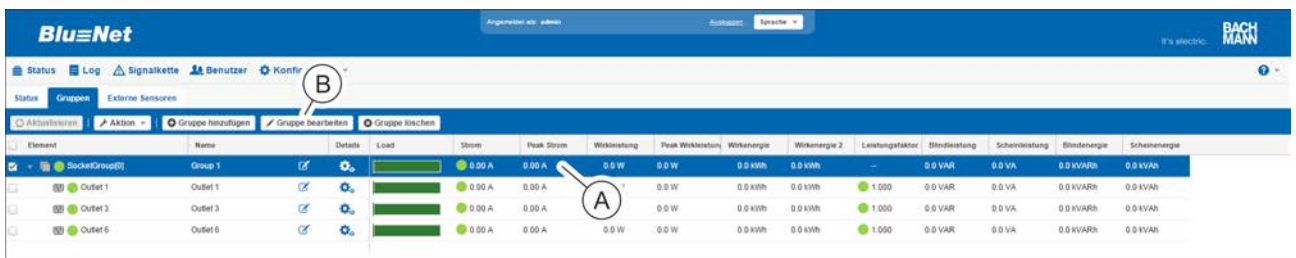 Angemeldet als: admin Ausloggen Sprache
Blu≡Net
It's electric. BACHMANN
Status Log Signalkette Benutzer Konfir
B
Status Gruppen Externe Sensoren
Aktualisieren Aktion Gruppe hinzufügen Gruppe bearbeiten Gruppe löschen
Element Name Details Load Strom Peak Strom Wirkleistung Peak Wirkleistung Wirkenergie Wirkenergie 2 Leistungsfaktor Blindleistung Scheinleistung Blindenergie Scheinenergie
SocketGroup[0] Group 1 0.00 A 0.00 A 0.0 W 0.0 W 0.0 kWh 0.0 kWh -- 0.0 VAR 0.0 VA 0.0 kVARh 0.0 kVAh
Outlet 1 Outlet 1 0.00 A 0.00 A 0.0 W 0.0 kWh 0.0 kWh 1.000 0.0 VAR 0.0 VA 0.0 kVARh 0.0 kVAh
A
Outlet 3 Outlet 3 0.00 A 0.00 A 0.0 W 0.0 kWh 0.0 kWh 1.000 0.0 VAR 0.0 VA 0.0 kVARh 0.0 kVAh
Outlet 6 Outlet 6 0.00 A 0.00 A 0.0 W 0.0 W 0.0 kWh 0.0 kWh 1.000 0.0 VAR 0.0 VA 0.0 kVARh 0.0 kVAh